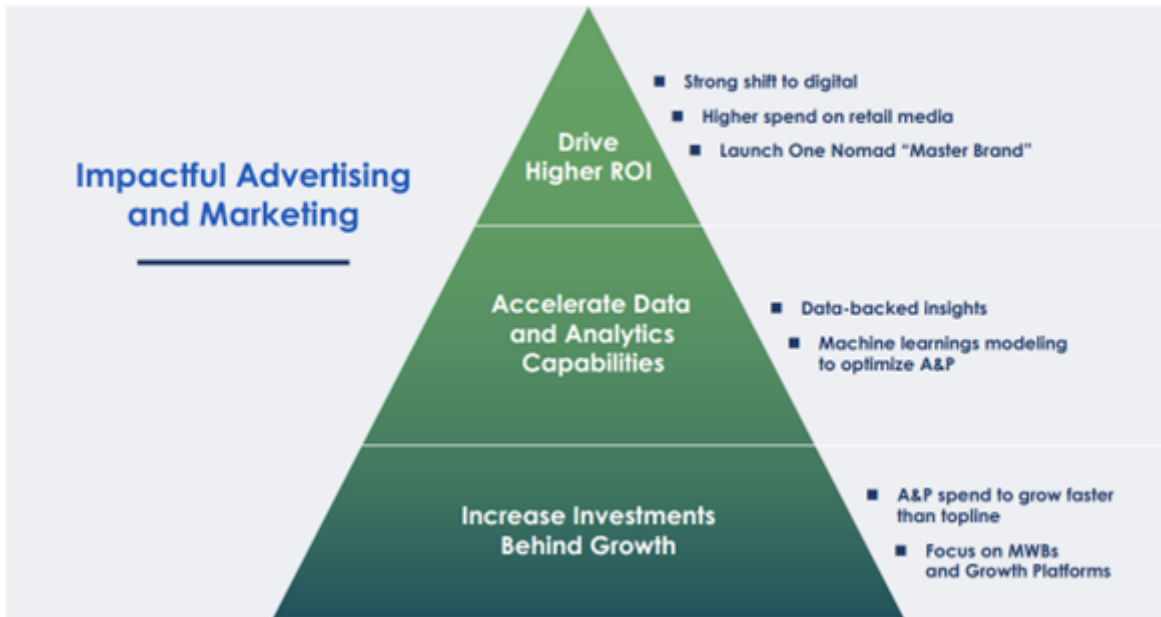 Impactful Advertising
and Marketing
Drive
Higher ROI
■ Strong shift to digital
■ Higher spend on retail media
■ Launch One Nomad “Master Brand”
Accelerate Data
and Analytics
Capabilities
■ Data-backed insights
■ Machine learnings modeling
to optimize A&P
Increase Investments
Behind Growth
■ A&P spend to grow faster
than topline
■ Focus on MWBs
and Growth Platforms